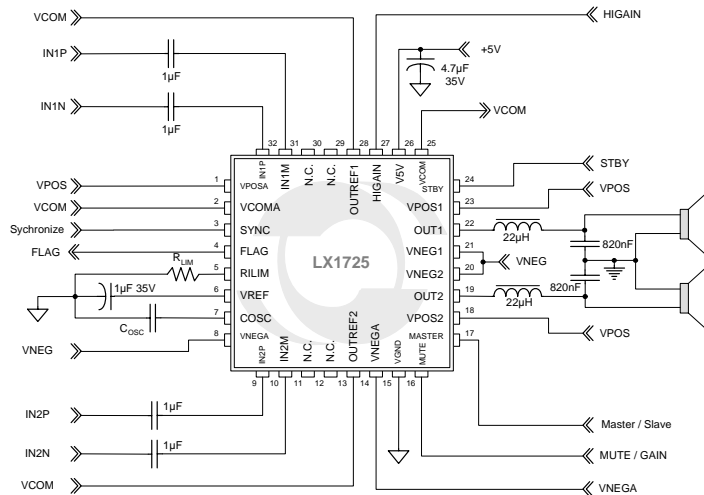 VCOM
HIGAIN
IN1P
1µF
4.7µF
35V
+5V
IN1N
1µF
VCOM
32 31 30 29 28 27 26 25
IN1P
IN1M
N.C.
N.C.
OUTREF1
HIGAIN
V5V
VCOM
VPOS 1 VPOSA
STBY 24 STBY
VCOM 2 VCOMA
VPOS1 23 VPOS
Sychronize 3 SYNC
OUT1 22 22µH
FLAG 4 FLAG
VNEG1 21
820nF
LX1725
VNEG
RLIM 5 RILIM
VNEG2 20
1µF 35V 6 VREF
OUT2 19 22µH
820nF
COSC 7 COSC
VPOS2 18 VPOS
VNEG 8 VNEGA
MASTER 17
IN2P
IN2M
N.C.
N.C.
OUTREF2
VNEGA
VGND
MUTE
9 10 11 12 13 14 15 16
IN2P
1µF
Master / Slave
IN2N
1µF
MUTE / GAIN
VCOM
VNEGA